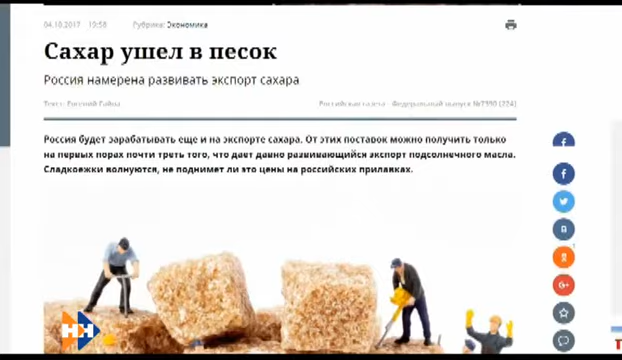 04.10.2017 19:58 Рубрика: Экономика
Сахар ушел в песок
Россия намерена развивать экспорт сахара
Текст: Евгений Гайва Российская газета - Федеральный выпуск №7390 (224)
Россия будет зарабатывать еще и на экспорте сахара. От этих поставок можно получить только
на первых порах почти треть того, что дает давно развивающийся экспорт подсолнечного масла.
Сладкоежки волнуются, не поднимет ли это цены на российских прилавках.
НН